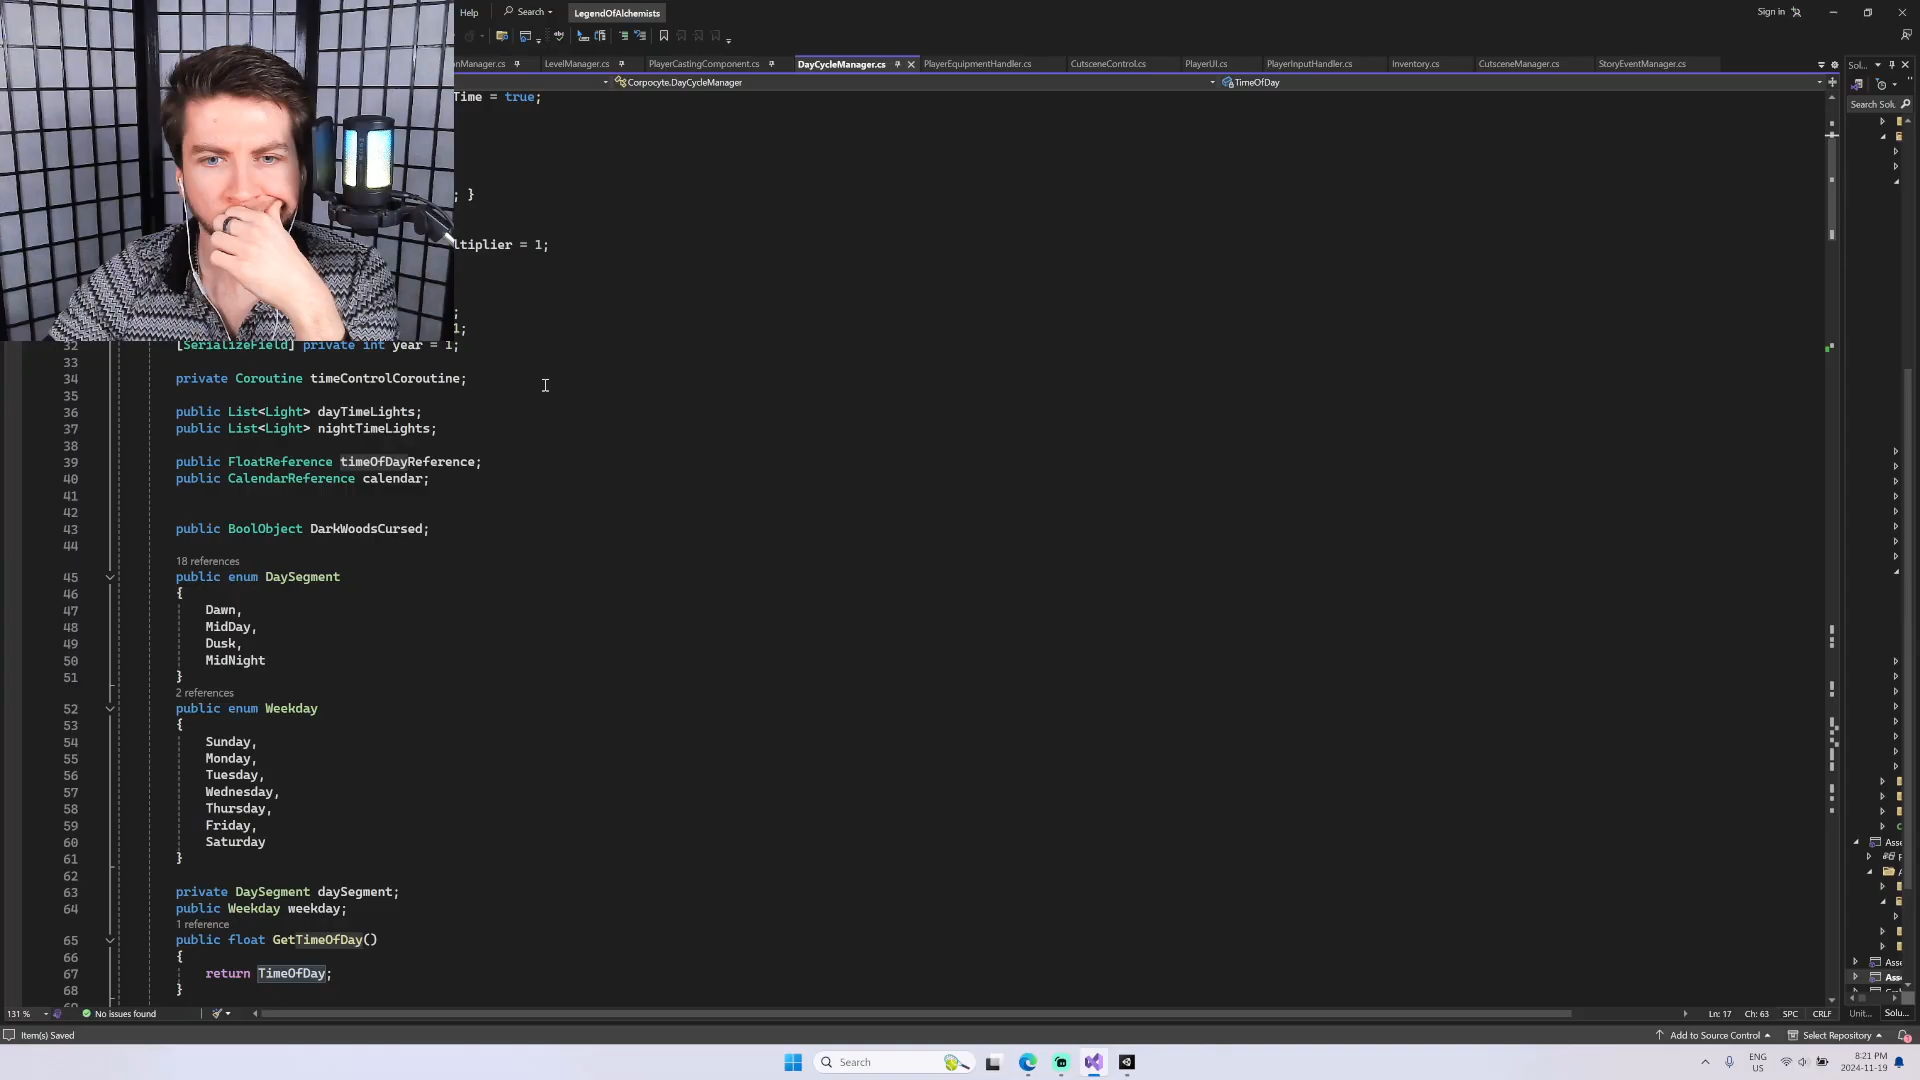 Help Search LegendOfAlchemists Sign in
nManager.cs LevelManager.cs PlayerCastingComponent.cs DayCycleManager.cs PlayerEquipmentHandler.cs CutsceneControl.cs PlayerUI.cs PlayerInputHandler.cs Inventory.cs CutsceneManager.cs StoryEventManager.cs Sol...
Corpocyte.DayCycleManager TimeOfDay
Search Solu
Time = true;
; }
ltiplier = 1;
;
1;
32 [SerializeField] private int year = 1;
33
34 private Coroutine timeControlCoroutine;
35
36 public List<Light> dayTimeLights;
37 public List<Light> nightTimeLights;
38
39 public FloatReference timeOfDayReference;
40 public CalendarReference calendar;
41
42
43 public BoolObject DarkWoodsCursed;
44
18 references
45 public enum DaySegment
46 {
47 Dawn,
48 MidDay,
49 Dusk,
50 MidNight
51 }
2 references
52 public enum Weekday
53 {
54 Sunday,
55 Monday,
56 Tuesday,
57 Wednesday,
58 Thursday,
59 Friday,
60 Saturday
61 }
62
63 private DaySegment daySegment;
64 public Weekday weekday;
1 reference
65 public float GetTimeOfDay()
66 {
67 return TimeOfDay;
68 }
Asse
Asse
Asse
131 % No issues found Ln: 17 Ch: 63 SPC CRLF Unit... Solu...
Item(s) Saved Add to Source Control Select Repository
Search ENG US 8:21 PM 2024-11-19